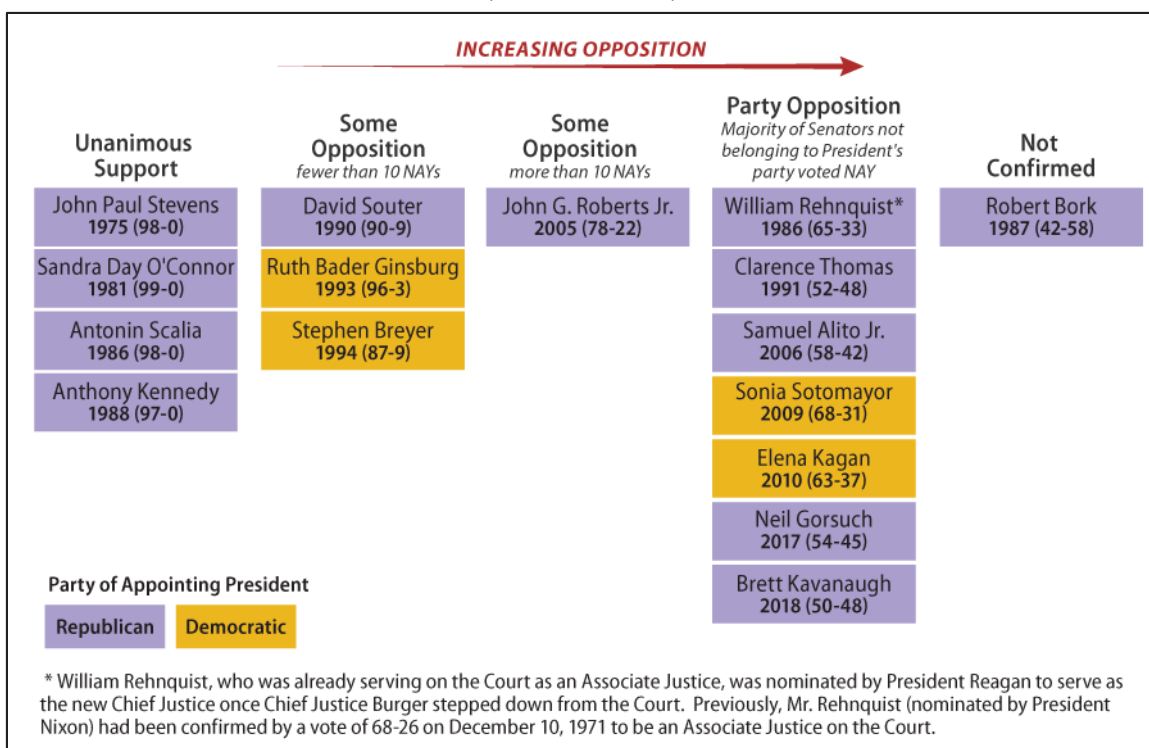 INCREASING OPPOSITION
Unanimous
Support
John Paul Stevens
1975 (98-0)
Sandra Day O'Connor
1981 (99-0)
Antonin Scalia
1986 (98-0)
Anthony Kennedy
1988 (97-0)
Some
Opposition
fewer than 10 NAYs
David Souter
1990 (90-9)
Ruth Bader Ginsburg
1993 (96-3)
Stephen Breyer
1994 (87-9)
Some
Opposition
more than 10 NAYs
John G. Roberts Jr.
2005 (78-22)
Party Opposition
Majority of Senators not
belonging to President's
party voted NAY
William Rehnquist*
1986 (65-33)
Clarence Thomas
1991 (52-48)
Samuel Alito Jr.
2006 (58-42)
Sonia Sotomayor
2009 (68-31)
Elena Kagan
2010 (63-37)
Neil Gorsuch
2017 (54-45)
Brett Kavanaugh
2018 (50-48)
Not
Confirmed
Robert Bork
1987 (42-58)
Party of Appointing President
Republican
Democratic
* William Rehnquist, who was already serving on the Court as an Associate Justice, was nominated by President Reagan to serve as
the new Chief Justice once Chief Justice Burger stepped down from the Court. Previously, Mr. Rehnquist (nominated by President
Nixon) had been confirmed by a vote of 68-26 on December 10, 1971 to be an Associate Justice on the Court.